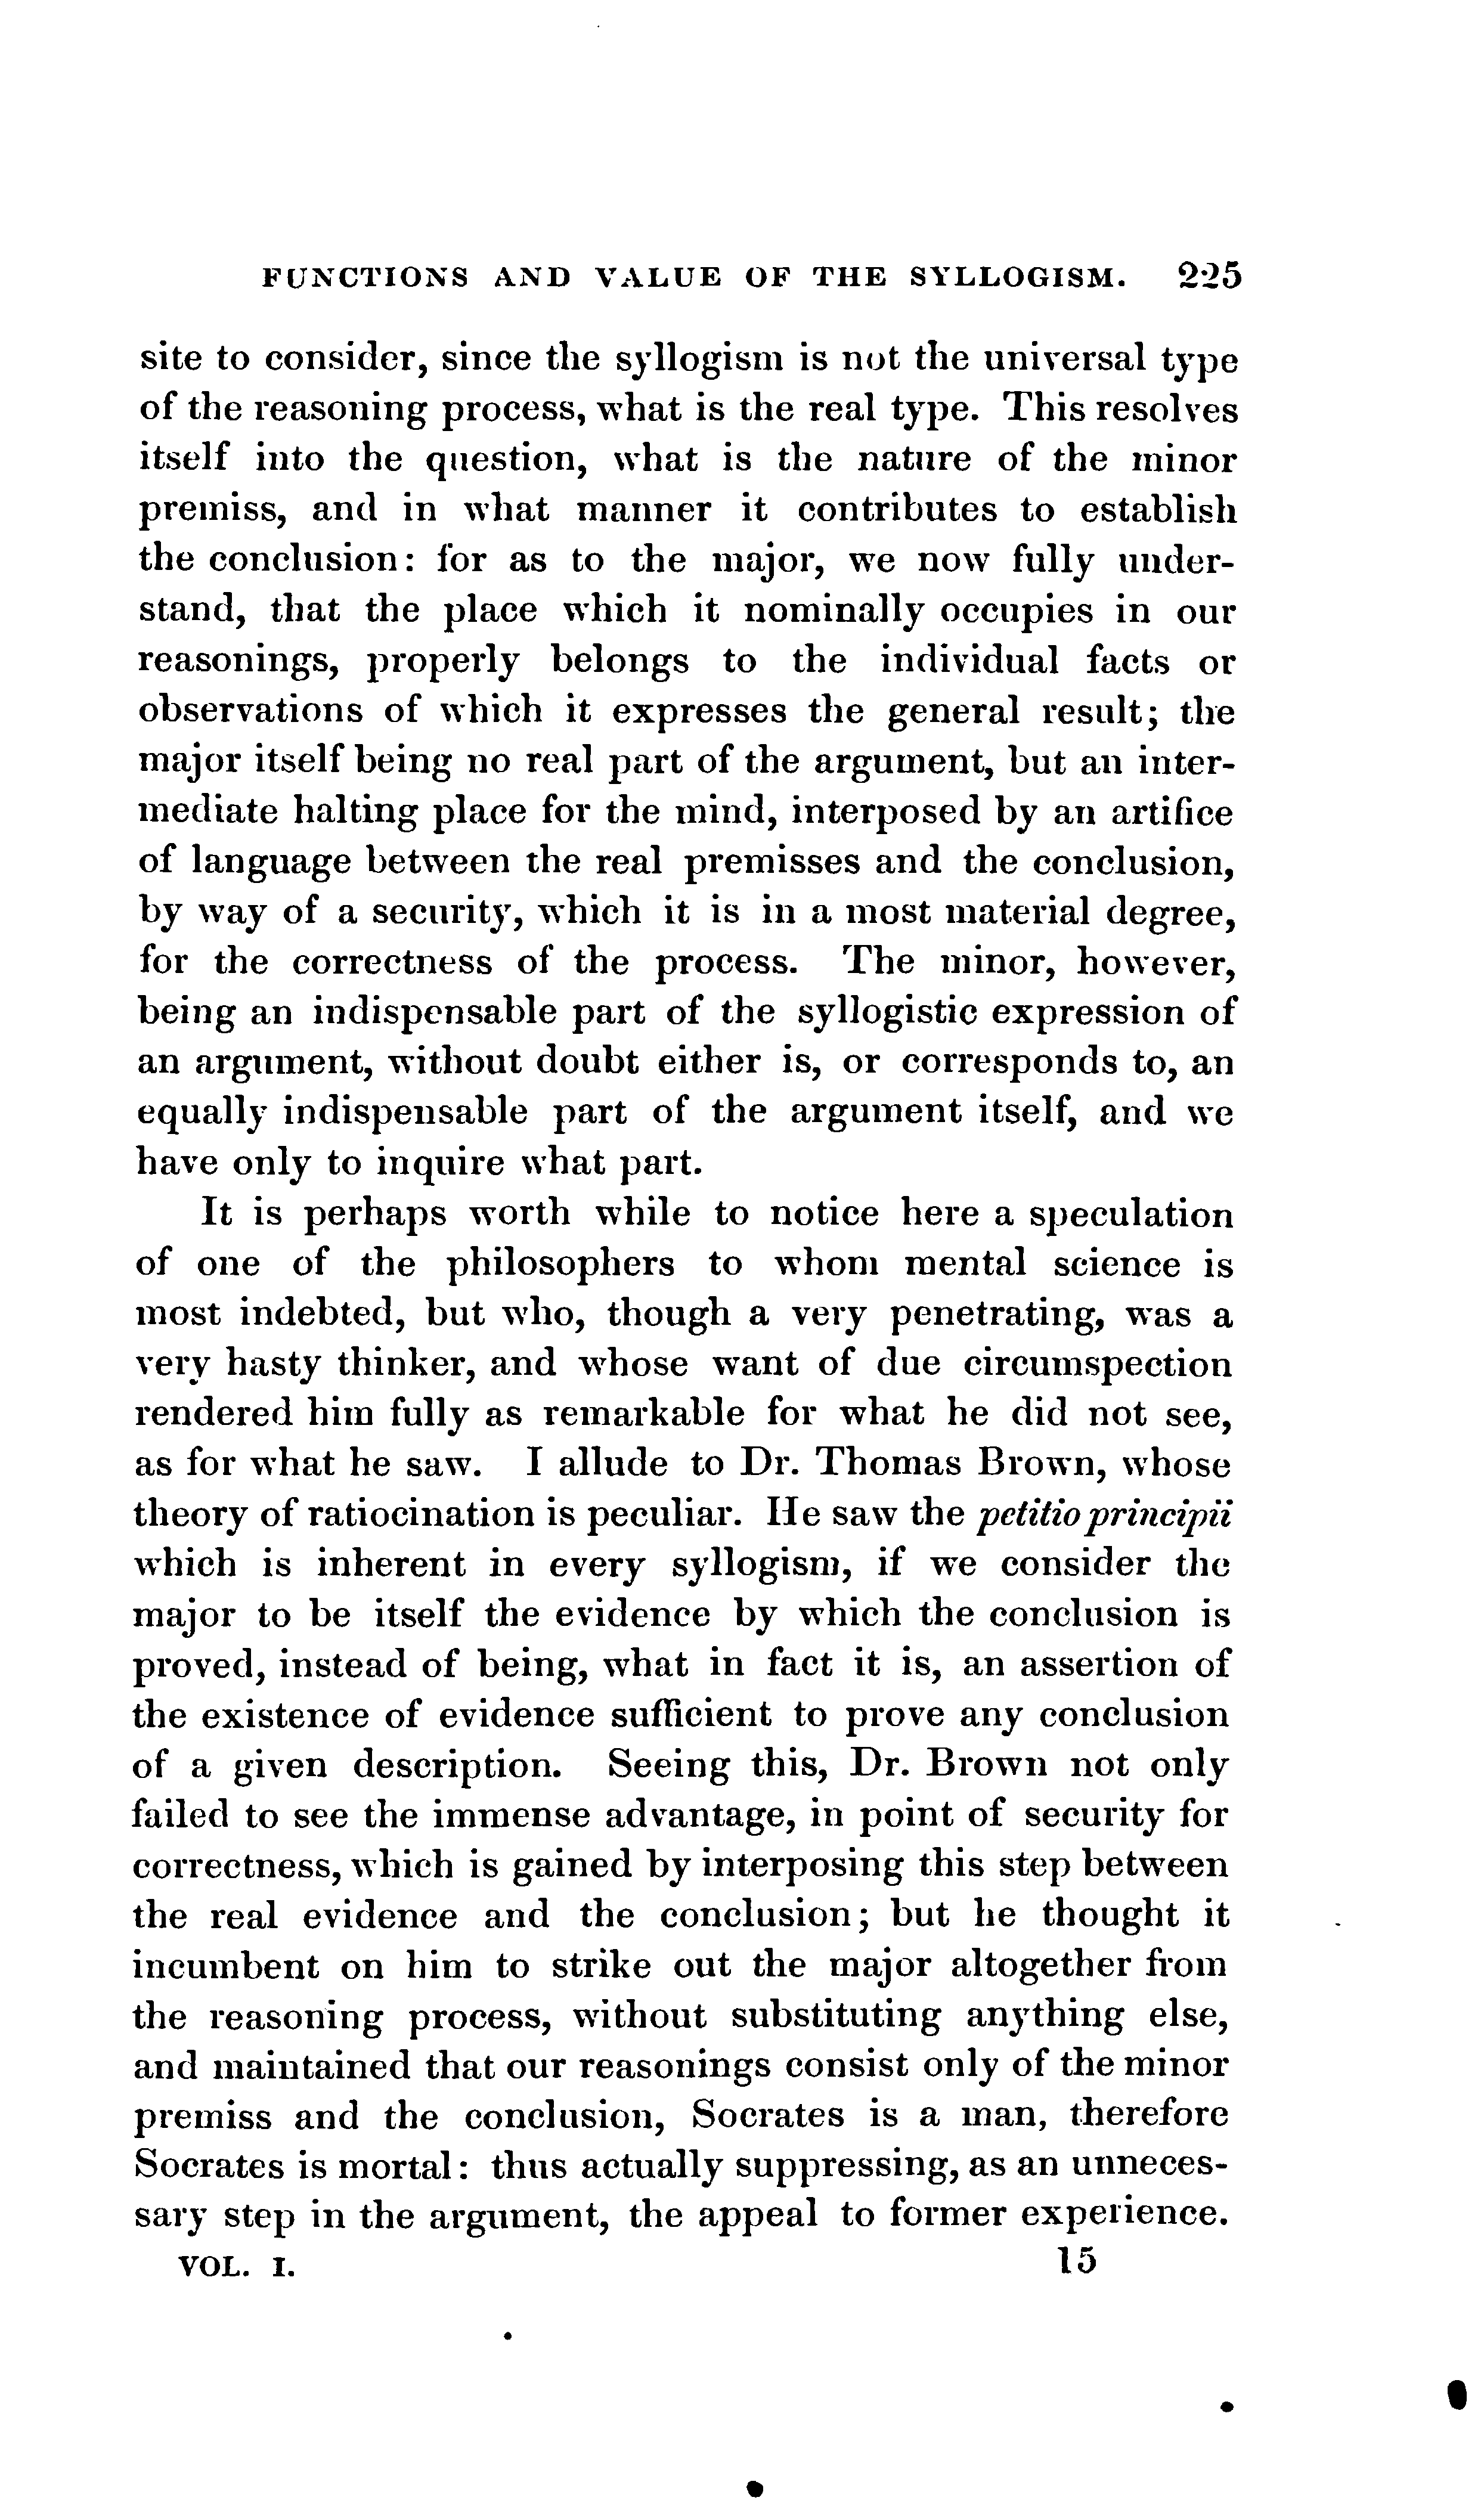 FUNCTIONS AND VALUE OF THE SYLLOGISM. 225
site to consider, since the syllogism is not the universal type
of the reasoning process, what is the real type. This resolves
itself into the question, what is the nature of the minor
premiss, and in what manner it contributes to establish
the conclusion: for as to the major, we now fully under-
stand, that the place which it nominally occupies in our
reasonings, properly belongs to the individual facts or
observations of which it expresses the general result; the
major itself being no real part of the argument, but an inter-
mediate halting place for the mind, interposed by an artifice
of language between the real premisses and the conclusion,
by way of a security, which it is in a most material degree,
for the correctness of the process. The minor, however,
being an indispensable part of the syllogistic expression of
an argument, without doubt either is, or corresponds to, an
equally indispensable part of the argument itself, and we
have only to inquire what part.
It is perhaps worth while to notice here a speculation
of one of the philosophers to whom mental science is
most indebted, but who, though a very penetrating, was a
very hasty thinker, and whose want of due circumspection
rendered him fully as remarkable for what he did not see,
as for what he saw. I allude to Dr. Thomas Brown, whose
theory of ratiocination is peculiar. He saw the petitio principii
which is inherent in every syllogism, if we consider the
major to be itself the evidence by which the conclusion is
proved, instead of being, what in fact it is, an assertion of
the existence of evidence sufficient to prove any conclusion
of a given description. Seeing this, Dr. Brown not only
failed to see the immense advantage, in point of security for
correctness, which is gained by interposing this step between
the real evidence and the conclusion; but he thought it
incumbent on him to strike out the major altogether from
the reasoning process, without substituting anything else,
and maintained that our reasonings consist only of the minor
premiss and the conclusion, Socrates is a man, therefore
Socrates is mortal: thus actually suppressing, as an unneces-
sary step in the argument, the appeal to former experience.
VOL. I. 15